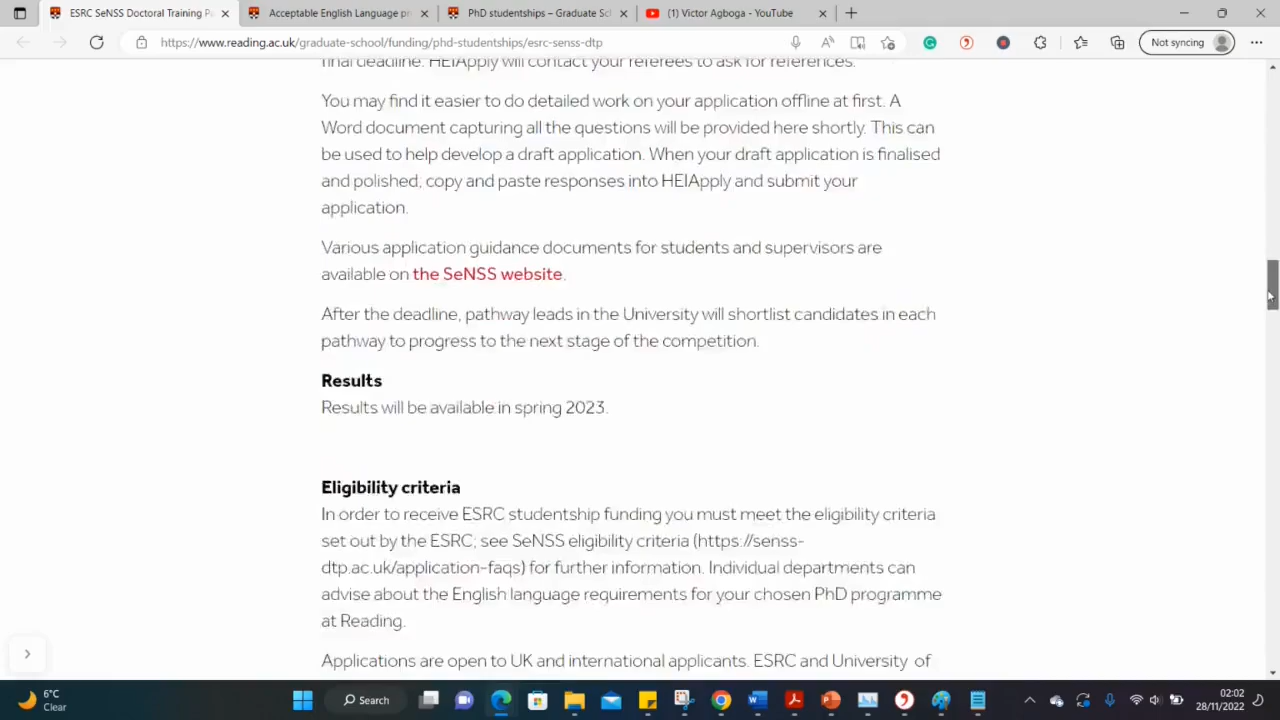 ESRC SeNSS Doctoral Training Pa
Acceptable English Language pr
PhD studentships – Graduate Sc
(1) Victor Agboga - YouTube
https://www.reading.ac.uk/graduate-school/funding/phd-studentships/esrc-senss-dtp
Not syncing
final deadline. HEIApply will contact your referees to ask for references.
You may find it easier to do detailed work on your application offline at first. A
Word document capturing all the questions will be provided here shortly. This can
be used to help develop a draft application. When your draft application is finalised
and polished, copy and paste responses into HEIApply and submit your
application.
Various application guidance documents for students and supervisors are
available on the SeNSS website.
After the deadline, pathway leads in the University will shortlist candidates in each
pathway to progress to the next stage of the competition.
Results
Results will be available in spring 2023.
Eligibility criteria
In order to receive ESRC studentship funding you must meet the eligibility criteria
set out by the ESRC; see SeNSS eligibility criteria (https://senss-
dtp.ac.uk/application-faqs) for further information. Individual departments can
advise about the English language requirements for your chosen PhD programme
at Reading.
Applications are open to UK and international applicants. ESRC and University of
6°C
Clear
Search
02:02
28/11/2022